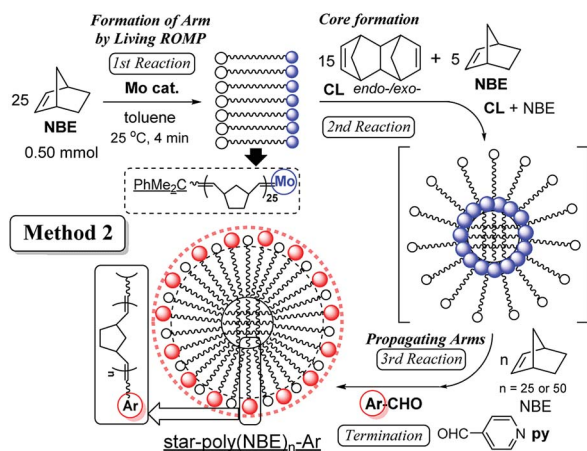 Formation of Arm
by Living ROMP
1st Reaction
25
NBE
0.50 mmol
Mo cat.
toluene
25 °C, 4 min
PhMe2C
25
Mo
Core formation
15
CL endo-/exo-
+ 5
NBE
CL + NBE
2nd Reaction
Method 2
n
Ar
Propagating Arms
3rd Reaction
n
n = 25 or 50
NBE
Ar-CHO
Termination
OHC
N
py
star-poly(NBE)n-Ar